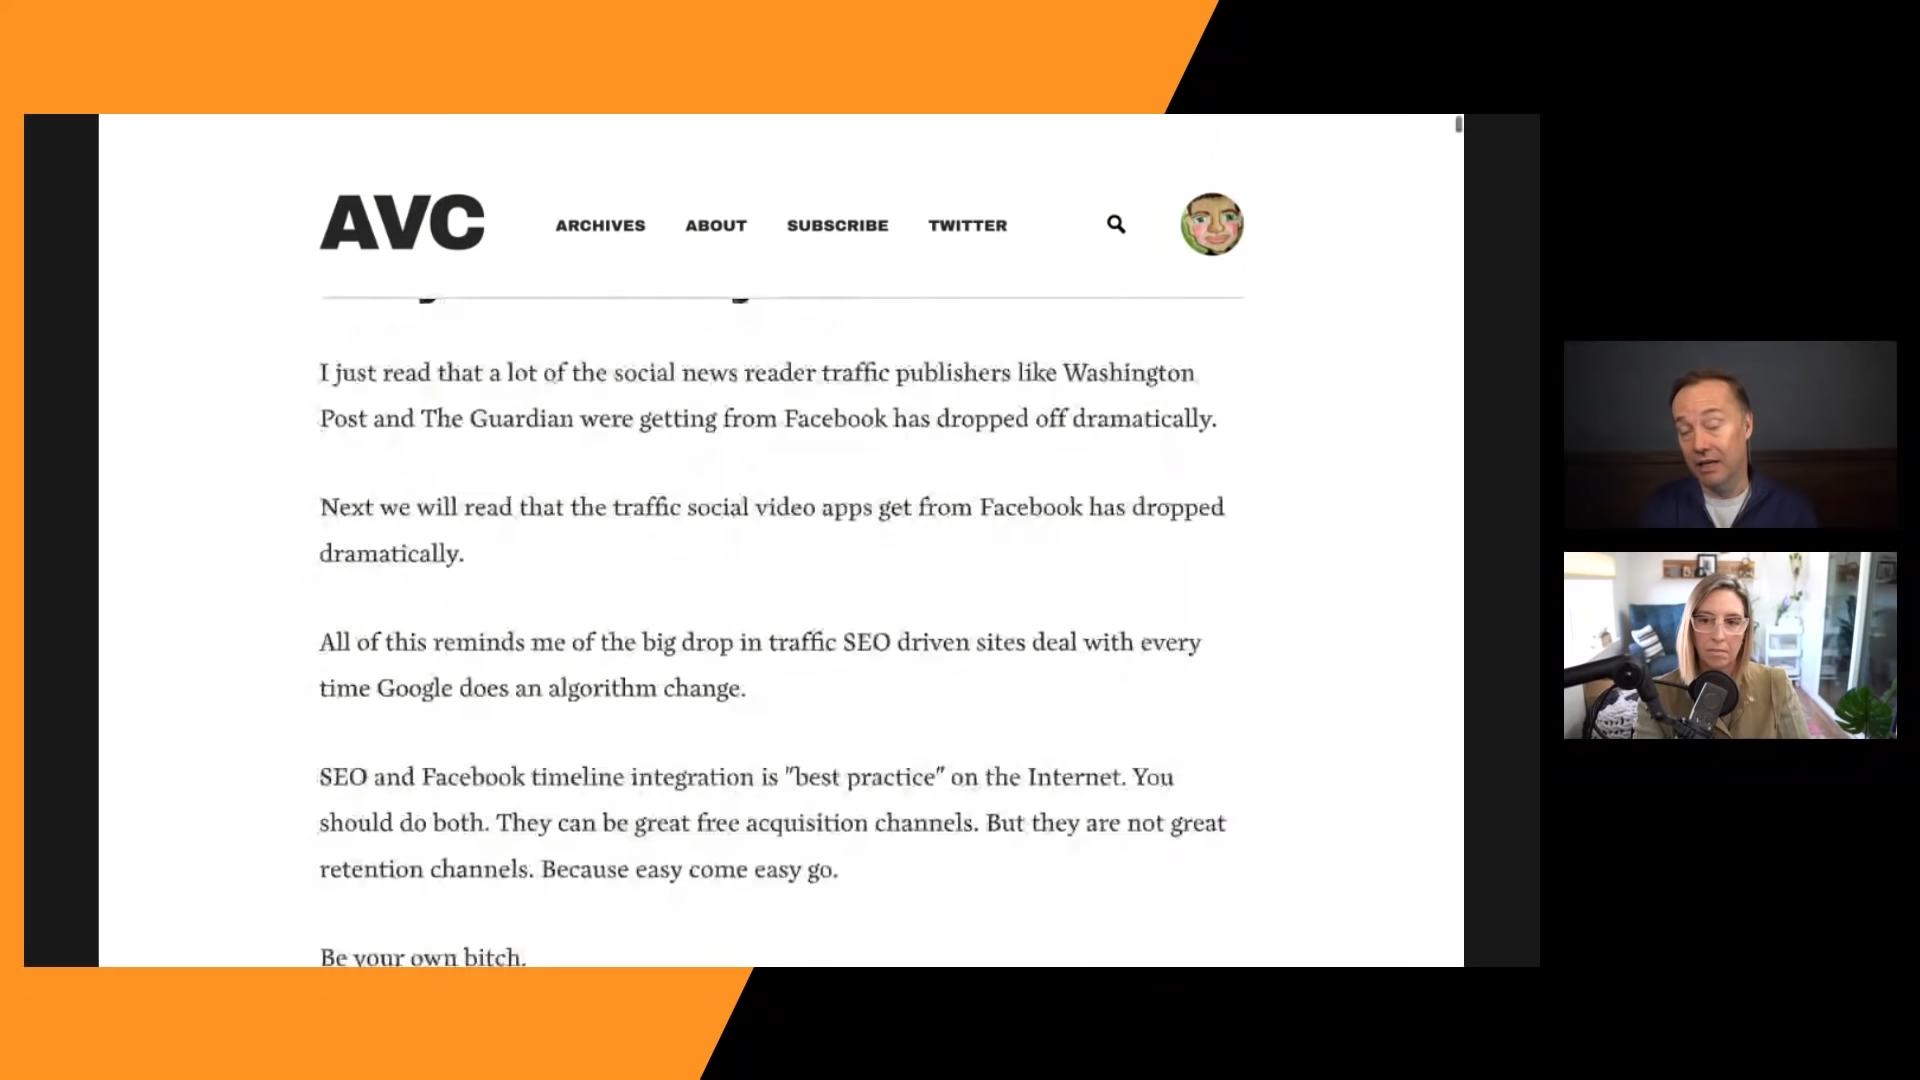 AVC
ARCHIVES ABOUT SUBSCRIBE TWITTER
I just read that a lot of the social news reader traffic publishers like Washington
Post and The Guardian were getting from Facebook has dropped off dramatically.
Next we will read that the traffic social video apps get from Facebook has dropped
dramatically.
All of this reminds me of the big drop in traffic SEO driven sites deal with every
time Google does an algorithm change.
SEO and Facebook timeline integration is "best practice" on the Internet. You
should do both. They can be great free acquisition channels. But they are not great
retention channels. Because easy come easy go.
Be your own bitch.